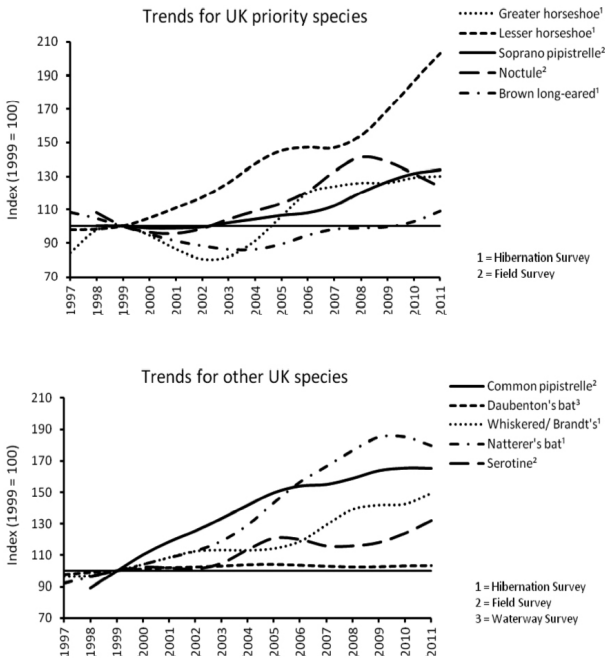 Trends for UK priority species
Greater horseshoe¹
Lesser horseshoe¹
Soprano pipistrelle²
Noctule²
Brown long-eared¹
Index (1999 = 100)
210
190
170
150
130
110
90
70
1997 1998 1999 2000 2001 2002 2003 2004 2005 2006 2007 2008 2009 2010 2011
1 = Hibernation Survey
2 = Field Survey
Trends for other UK species
Common pipistrelle²
Daubenton's bat³
Whiskered/ Brandt's¹
Natterer's bat¹
Serotine²
Index (1999 = 100)
210
190
170
150
130
110
90
70
1997 1998 1999 2000 2001 2002 2003 2004 2005 2006 2007 2008 2009 2010 2011
1 = Hibernation Survey
2 = Field Survey
3 = Waterway Survey